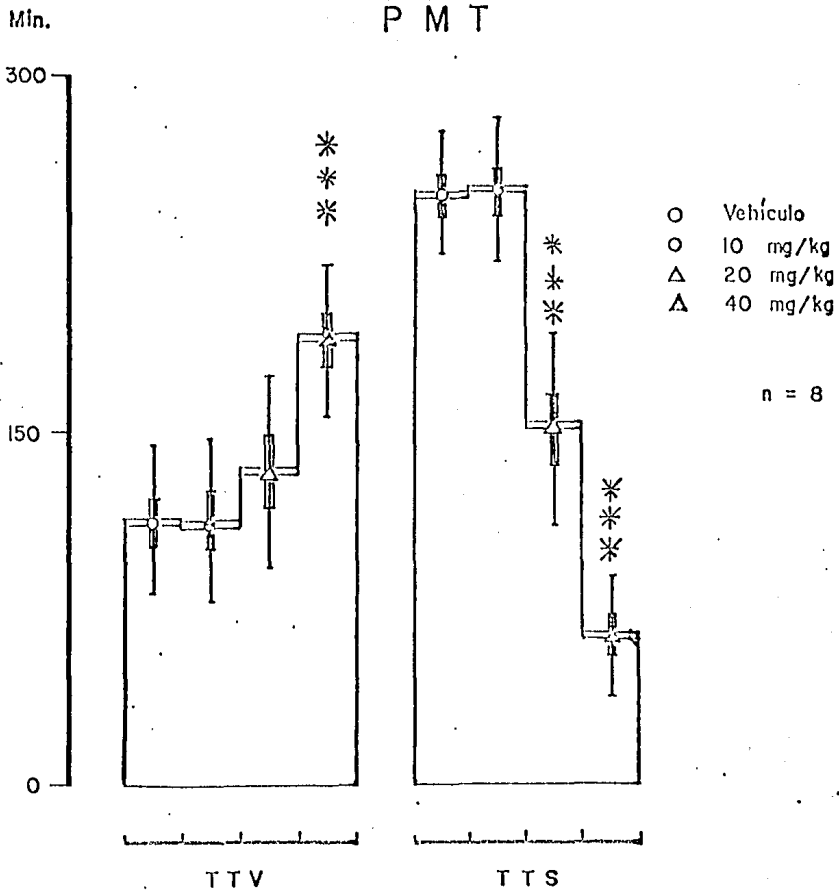 Min.
P M T
300
150
0
* * *
* * *
* * *
Vehículo
10 mg/kg
20 mg/kg
40 mg/kg
n = 8
TTV
TTS